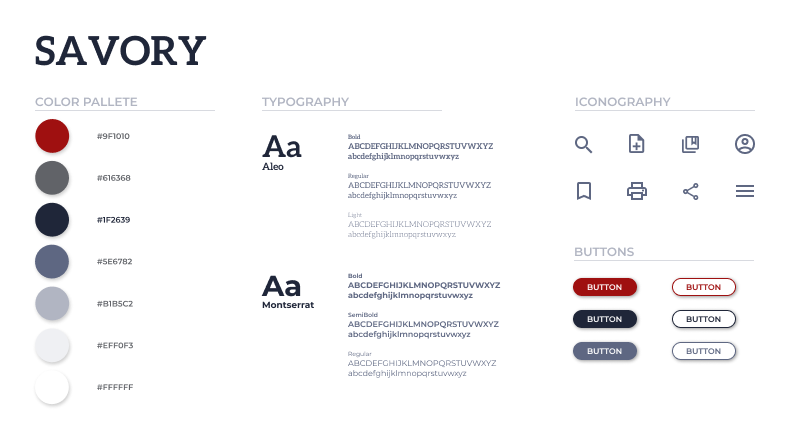 SAVORY
COLOR PALLETE
#9F1010
#616368
#1F2639
#5E6782
#B1B5C2
#EFF0F3
#FFFFFF
TYPOGRAPHY
Aa
Aleo
Bold
ABCDEFGHIJKLMNOPQRSTUVWXYZ
abcdefghijklmnopqrstuvwxyz
Regular
ABCDEFGHIJKLMNOPQRSTUVWXYZ
abcdefghijklmnopqrstuvwxyz
Light
ABCDEFGHIJKLMNOPQRSTUVWXYZ
abcdefghijklmnopqrstuvwxyz
Aa
Montserrat
Bold
ABCDEFGHIJKLMNOPQRSTUVWXYZ
abcdefghijklmnopqrstuvwxyz
SemiBold
ABCDEFGHIJKLMNOPQRSTUVWXYZ
abcdefghijklmnopqrstuvwxyz
Regular
ABCDEFGHIJKLMNOPQRSTUVWXYZ
abcdefghijklmnopqrstuvwxyz
ICONOGRAPHY
BUTTONS
BUTTON BUTTON
BUTTON BUTTON
BUTTON BUTTON